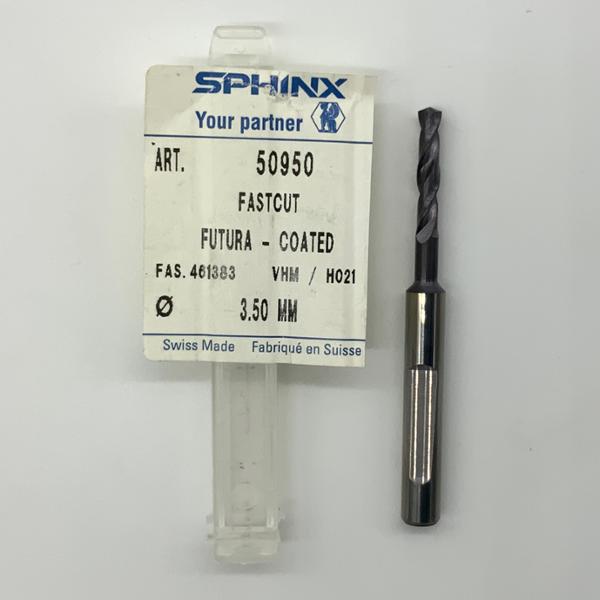 SPHINX
Your partner
ART. 50950
FASTCUT
FUTURA - COATED
FAS. 461383 VHM / H021
Ø 3.50 MM
Swiss Made Fabriqué en Suisse